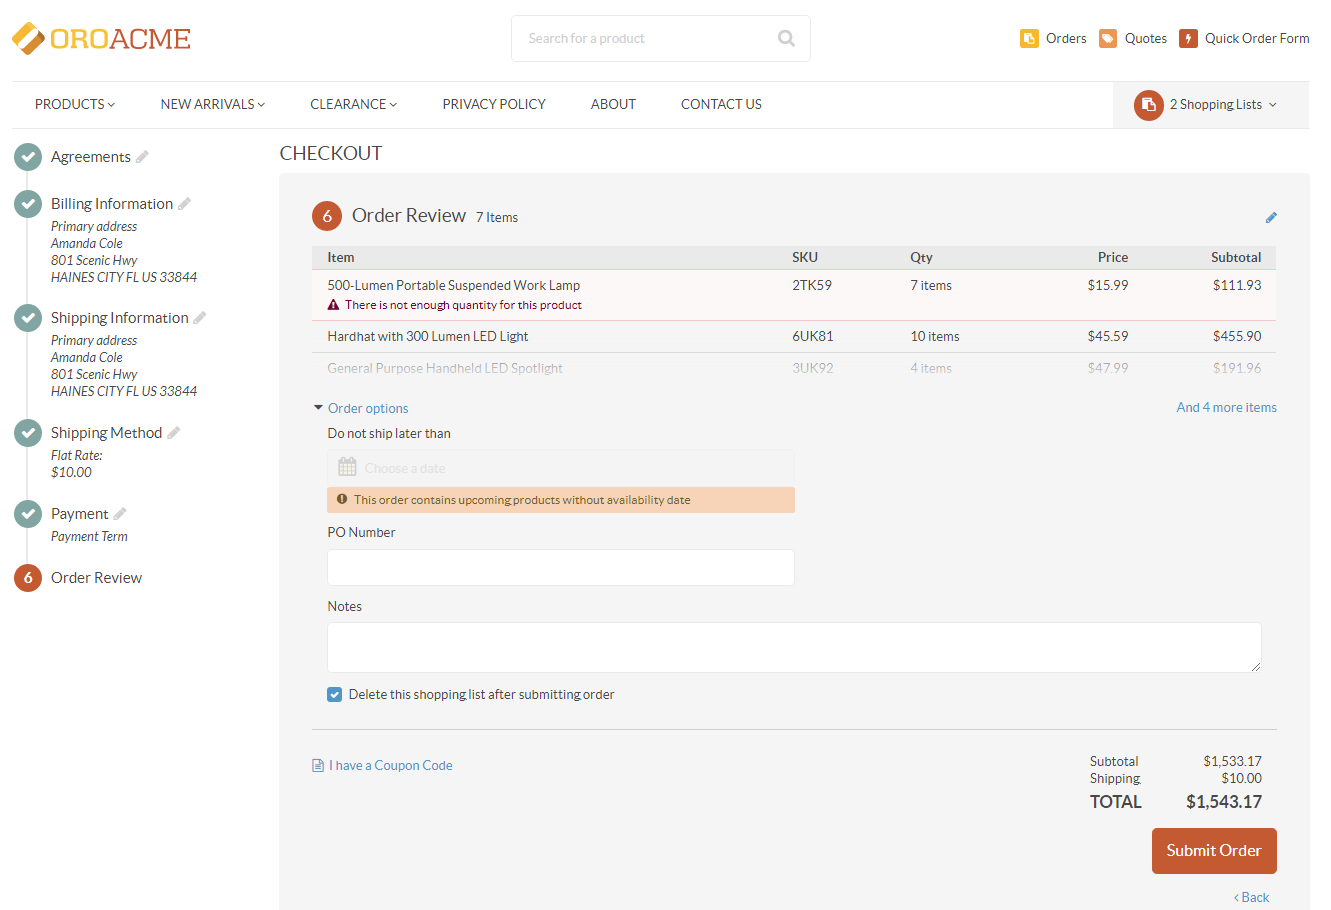 OROACME
Search for a product
Orders
Quotes
Quick Order Form
PRODUCTS
NEW ARRIVALS
CLEARANCE
PRIVACY POLICY
ABOUT
CONTACT US
2 Shopping Lists
Agreements
Billing Information
Primary address
Amanda Cole
801 Scenic Hwy
HAINES CITY FL US 33844
Shipping Information
Primary address
Amanda Cole
801 Scenic Hwy
HAINES CITY FL US 33844
Shipping Method
Flat Rate:
$10.00
Payment
Payment Term
6 Order Review
CHECKOUT
6 Order Review 7 Items
Item SKU Qty Price Subtotal
500-Lumen Portable Suspended Work Lamp 2TK59 7 items $15.99 $111.93
There is not enough quantity for this product
Hardhat with 300 Lumen LED Light 6UK81 10 items $45.59 $455.90
General Purpose Handheld LED Spotlight 3UK92 4 items $47.99 $191.96
Order options
And 4 more items
Do not ship later than
Choose a date
This order contains upcoming products without availability date
PO Number
Notes
Delete this shopping list after submitting order
I have a Coupon Code
Subtotal $1,533.17
Shipping $10.00
TOTAL $1,543.17
Submit Order
Back